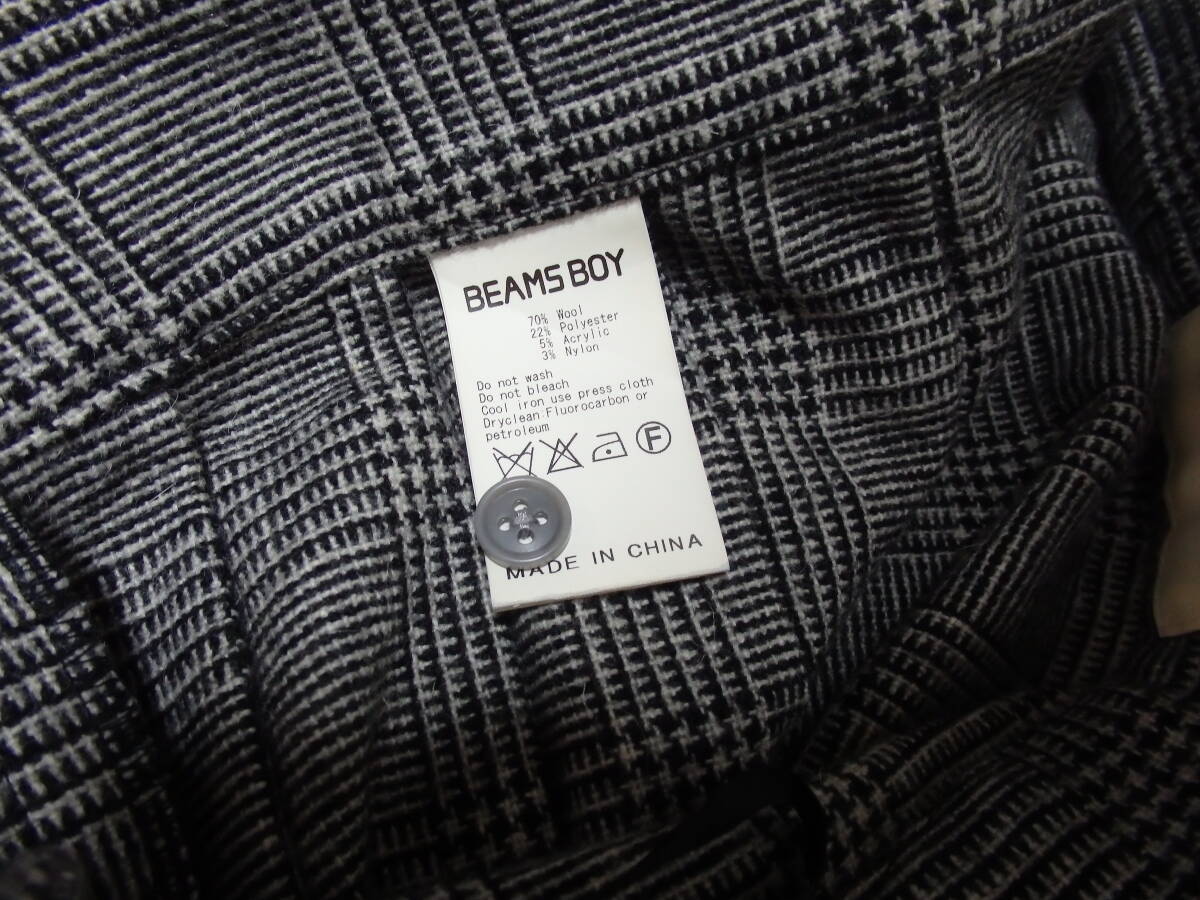 BEAMS BOY
70% Wool
22% Polyester
5% Acrylic
3% Nylon
Do not wash
Do not bleach
Cool iron use press cloth
Dryclean:Fluorocarbon or
petroleum
F
MADE IN CHINA